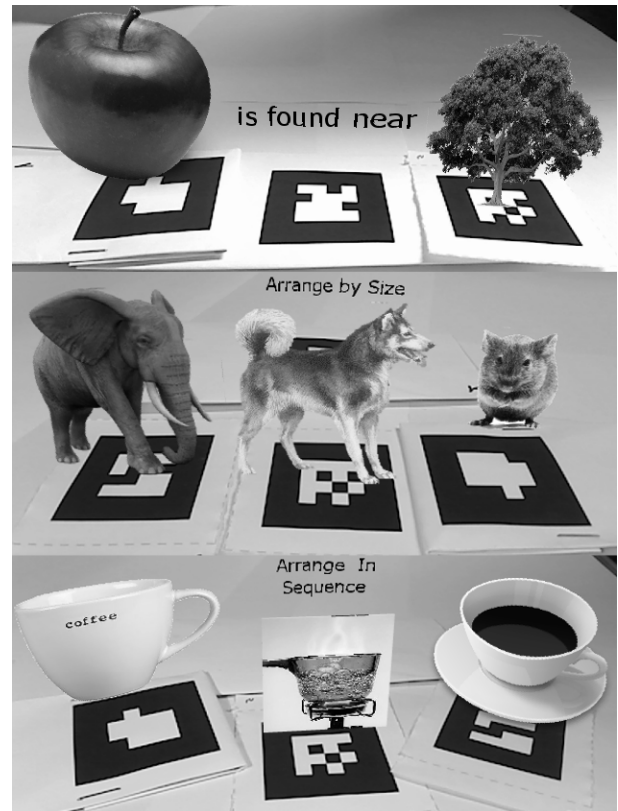 is found near
Arrange by Size
Arrange In
Sequence
coffee